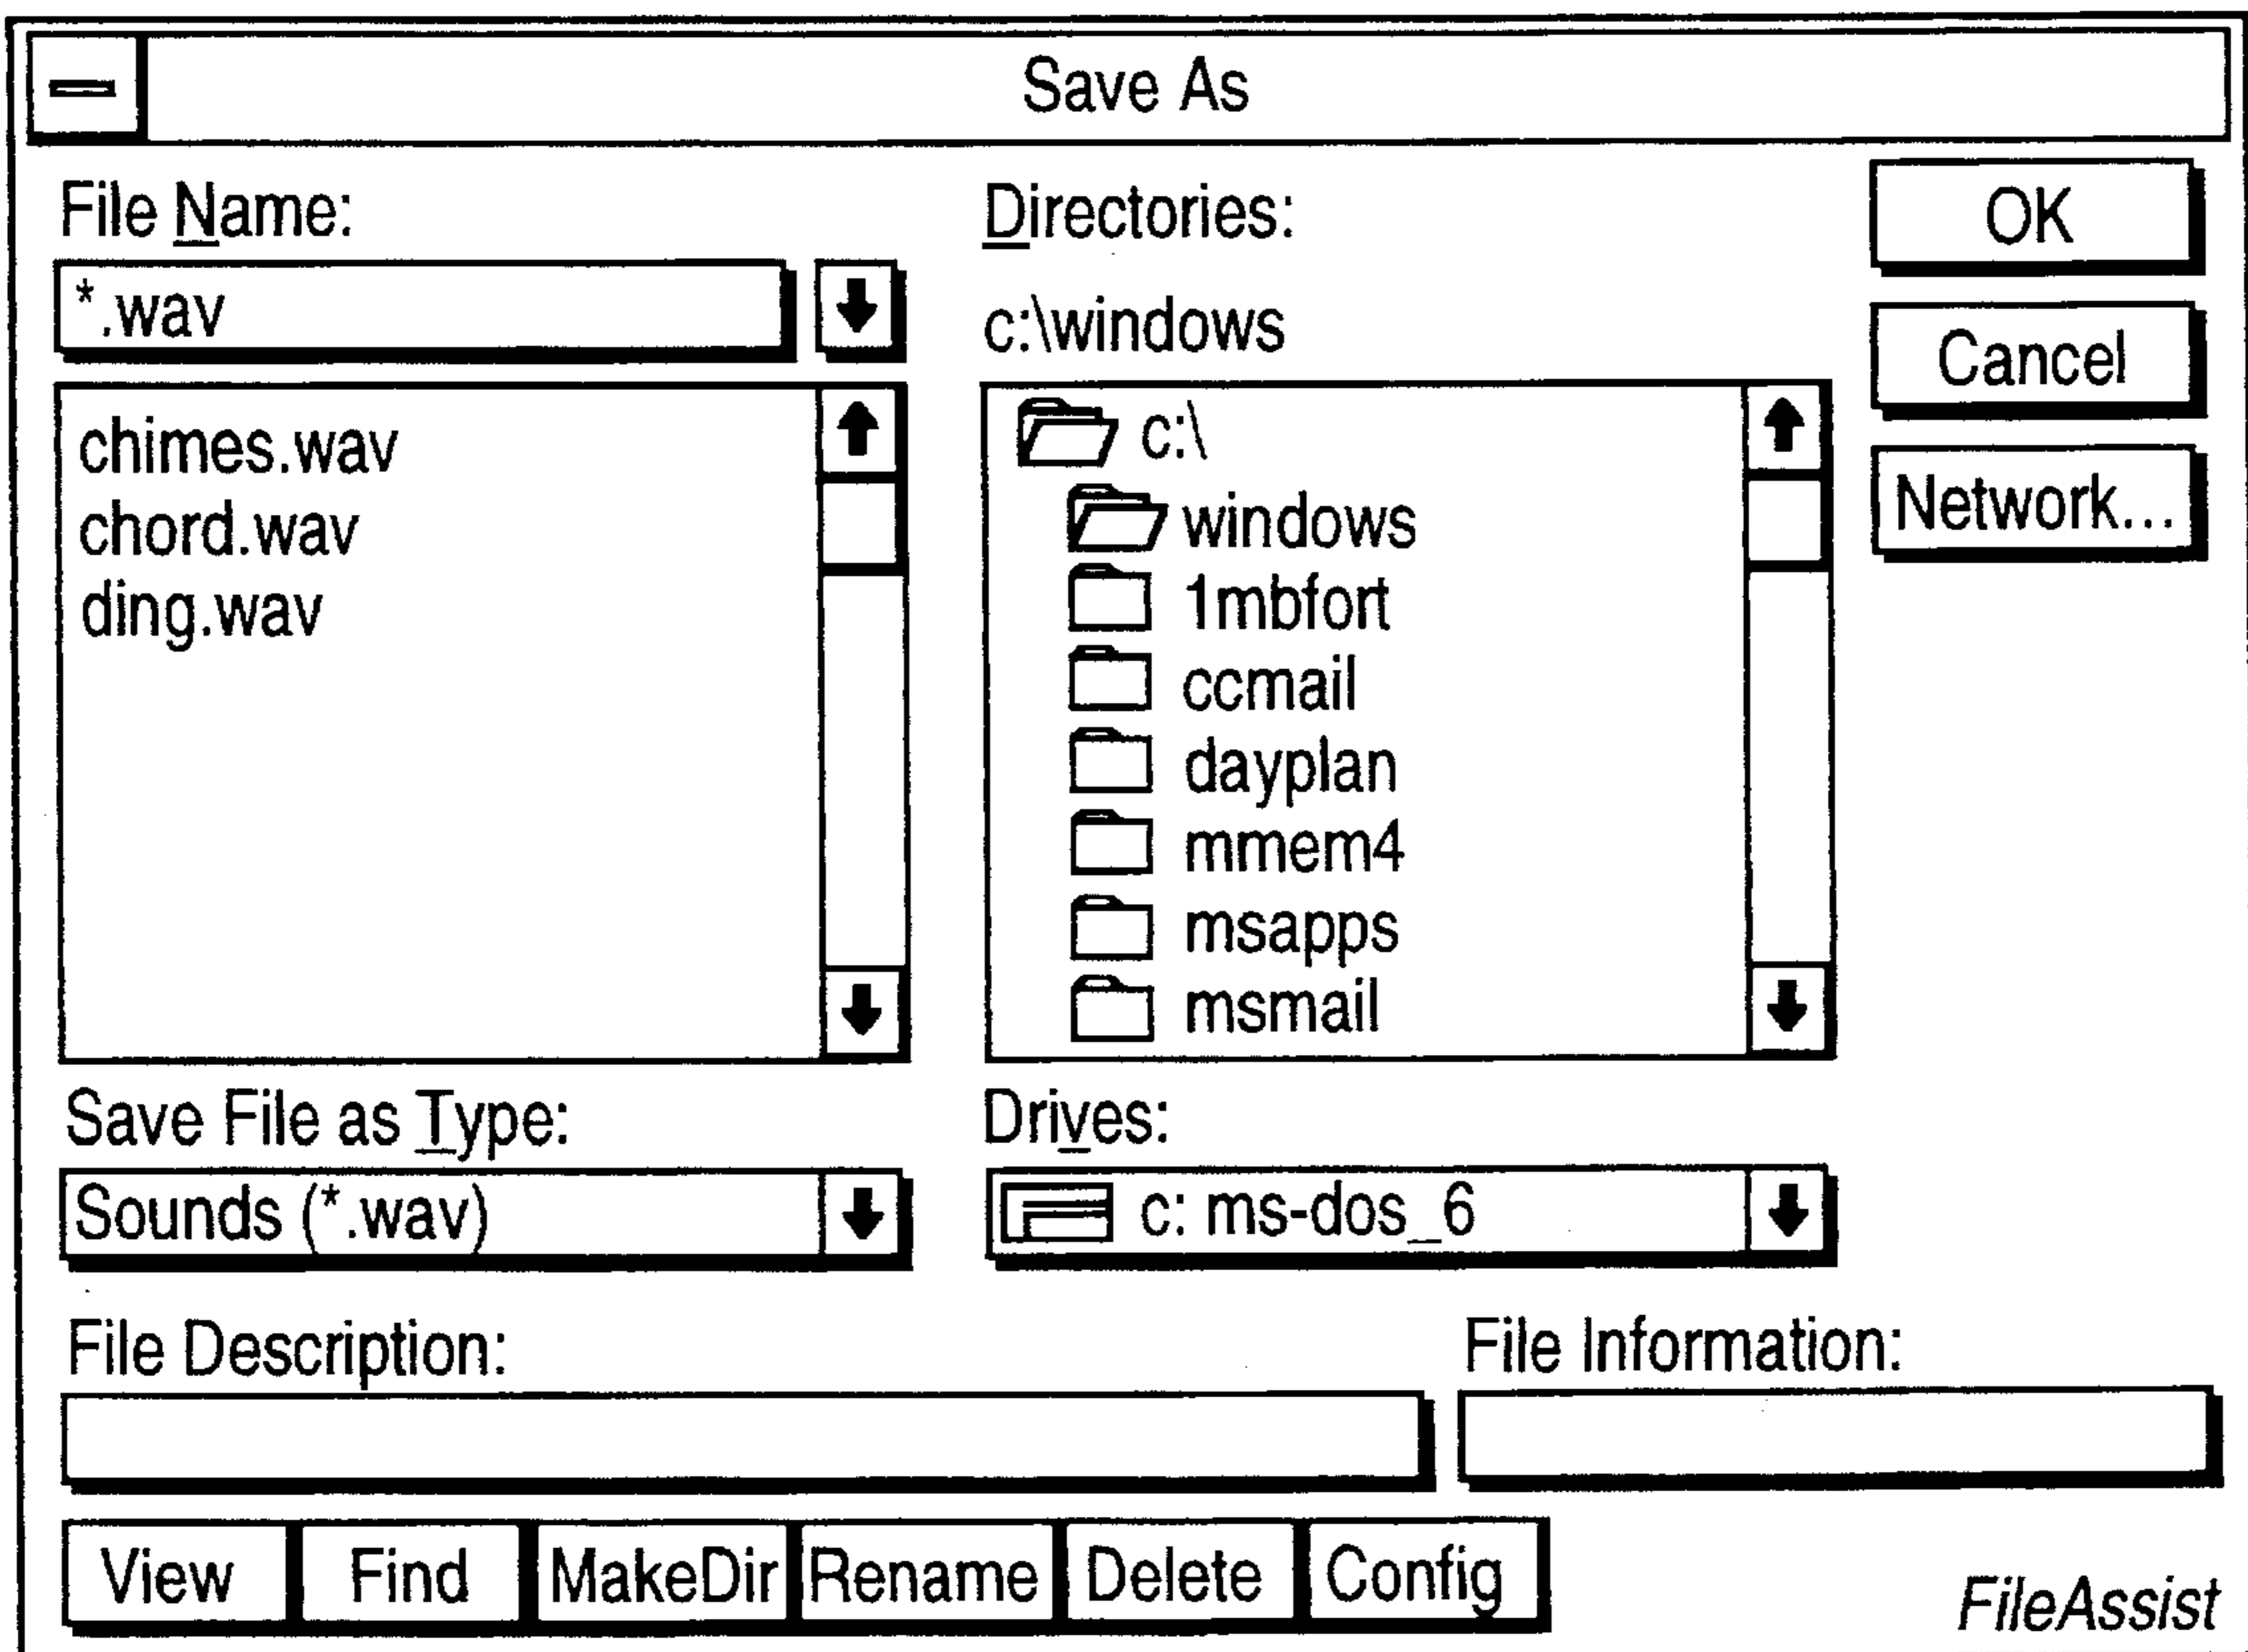 Save As
File Name:
*.wav
chimes.wav
chord.wav
ding.wav
Directories:
c:\windows
c:\
windows
1mbfort
ccmail
dayplan
mmem4
msapps
msmail
OK
Cancel
Network...
Save File as Type:
Sounds (*.wav)
Drives:
c: ms-dos_6
File Description:
File Information:
View Find MakeDir Rename Delete Config
FileAssist